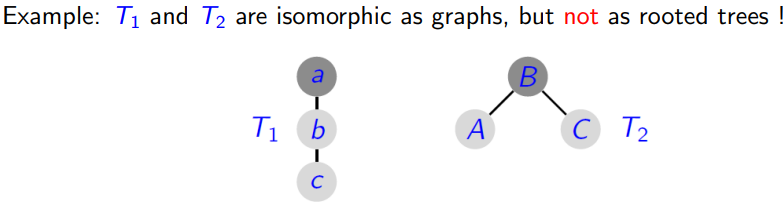 Example: T₁ and T₂ are isomorphic as graphs, but not as rooted trees !
a
B
T₁ b
A C T₂
c